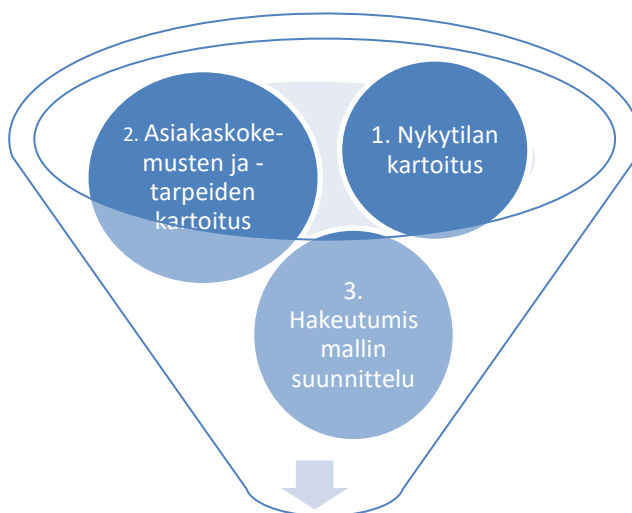 1. Nykytilan
kartoitus
2. Asiakaskoke-
musten ja -
tarpeiden
kartoitus
3.
Hakeutumis
mallin
suunnittelu